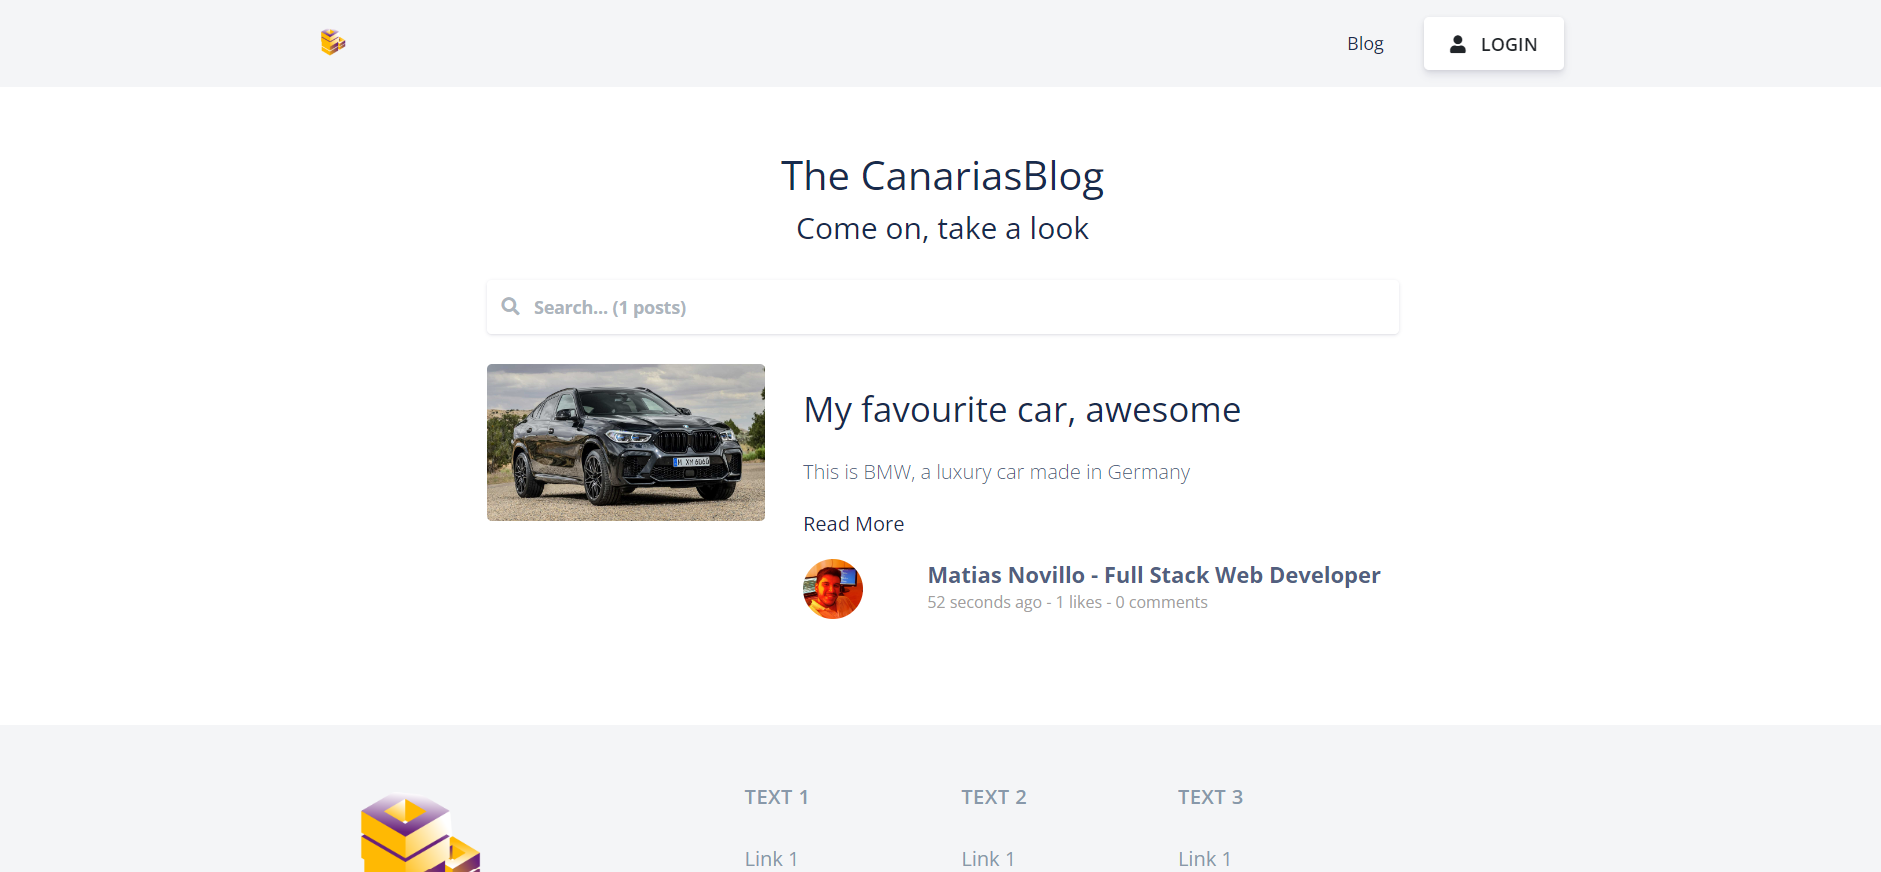 Blog
LOGIN
The CanariasBlog
Come on, take a look
Search... (1 posts)
My favourite car, awesome
This is BMW, a luxury car made in Germany
Read More
Matias Novillo - Full Stack Web Developer
52 seconds ago - 1 likes - 0 comments
M XM 6060
TEXT 1
TEXT 2
TEXT 3
Link 1
Link 1
Link 1